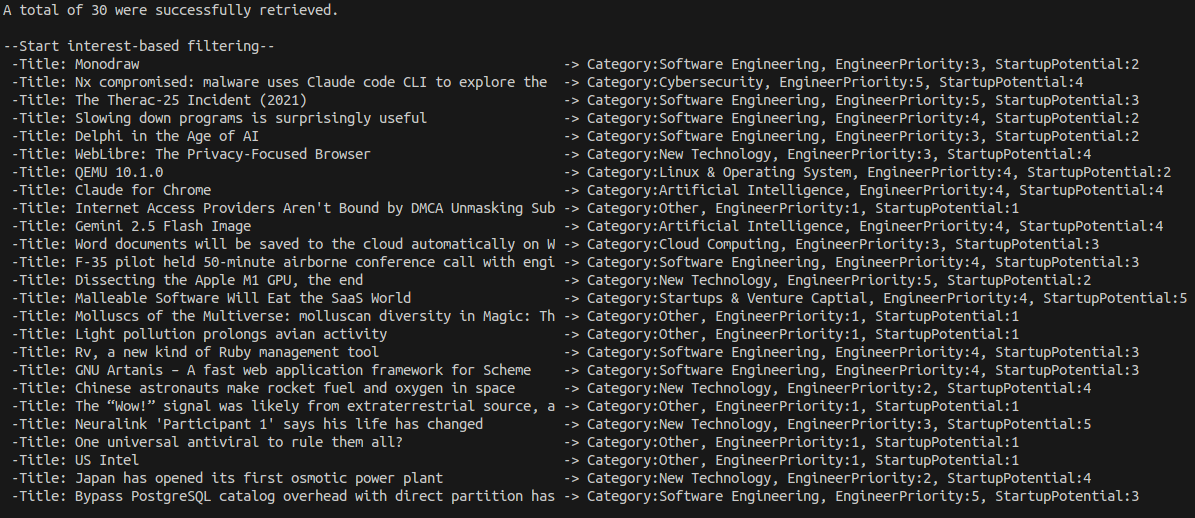 A total of 30 were successfully retrieved.
--Start interest-based filtering--
-Title: Monodraw -> Category:Software Engineering, EngineerPriority:3, StartupPotential:2
-Title: Nx compromised: malware uses Claude code CLI to explore the -> Category:Cybersecurity, EngineerPriority:5, StartupPotential:4
-Title: The Therac-25 Incident (2021) -> Category:Software Engineering, EngineerPriority:5, StartupPotential:3
-Title: Slowing down programs is surprisingly useful -> Category:Software Engineering, EngineerPriority:4, StartupPotential:2
-Title: Delphi in the Age of AI -> Category:Software Engineering, EngineerPriority:3, StartupPotential:2
-Title: WebLibre: The Privacy-Focused Browser -> Category:New Technology, EngineerPriority:3, StartupPotential:4
-Title: QEMU 10.1.0 -> Category:Linux & Operating System, EngineerPriority:4, StartupPotential:2
-Title: Claude for Chrome -> Category:Artificial Intelligence, EngineerPriority:4, StartupPotential:4
-Title: Internet Access Providers Aren't Bound by DMCA Unmasking Sub -> Category:Other, EngineerPriority:1, StartupPotential:1
-Title: Gemini 2.5 Flash Image -> Category:Artificial Intelligence, EngineerPriority:4, StartupPotential:4
-Title: Word documents will be saved to the cloud automatically on W -> Category:Cloud Computing, EngineerPriority:3, StartupPotential:3
-Title: F-35 pilot held 50-minute airborne conference call with engi -> Category:Software Engineering, EngineerPriority:4, StartupPotential:3
-Title: Dissecting the Apple M1 GPU, the end -> Category:New Technology, EngineerPriority:5, StartupPotential:2
-Title: Malleable Software Will Eat the SaaS World -> Category:Startups & Venture Captial, EngineerPriority:4, StartupPotential:5
-Title: Molluscs of the Multiverse: molluscan diversity in Magic: Th -> Category:Other, EngineerPriority:1, StartupPotential:1
-Title: Light pollution prolongs avian activity -> Category:Other, EngineerPriority:1, StartupPotential:1
-Title: Rv, a new kind of Ruby management tool -> Category:Software Engineering, EngineerPriority:4, StartupPotential:3
-Title: GNU Artanis – A fast web application framework for Scheme -> Category:Software Engineering, EngineerPriority:4, StartupPotential:3
-Title: Chinese astronauts make rocket fuel and oxygen in space -> Category:New Technology, EngineerPriority:2, StartupPotential:4
-Title: The “Wow!” signal was likely from extraterrestrial source, a -> Category:Other, EngineerPriority:1, StartupPotential:1
-Title: Neuralink 'Participant 1' says his life has changed -> Category:New Technology, EngineerPriority:3, StartupPotential:5
-Title: One universal antiviral to rule them all? -> Category:Other, EngineerPriority:1, StartupPotential:1
-Title: US Intel -> Category:Other, EngineerPriority:1, StartupPotential:1
-Title: Japan has opened its first osmotic power plant -> Category:New Technology, EngineerPriority:2, StartupPotential:4
-Title: Bypass PostgreSQL catalog overhead with direct partition has -> Category:Software Engineering, EngineerPriority:5, StartupPotential:3